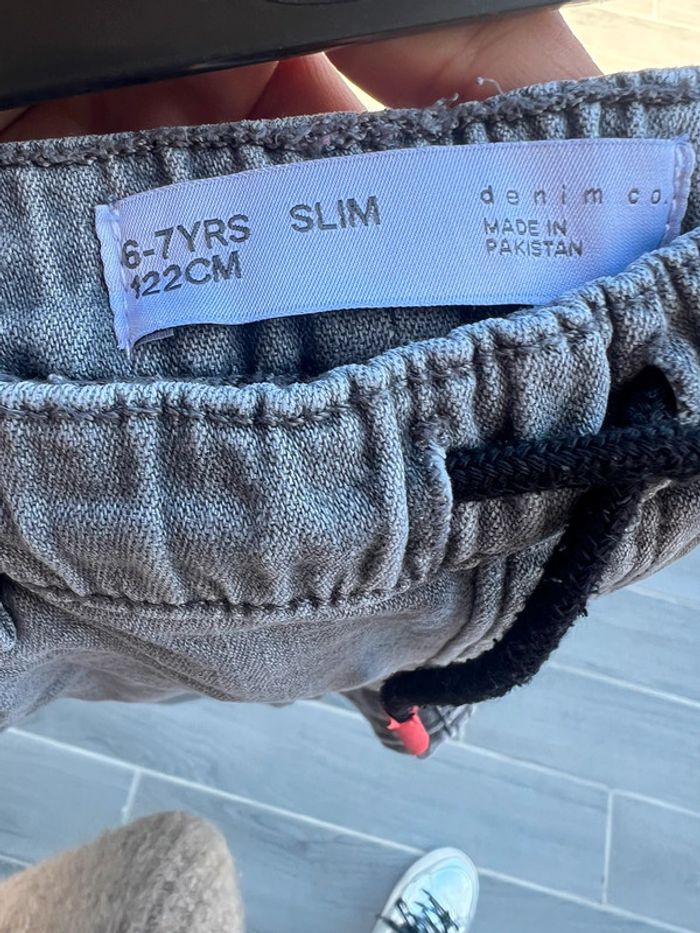 6-7YRS SLIM
122CM
denim co.
MADE IN
PAKISTAN